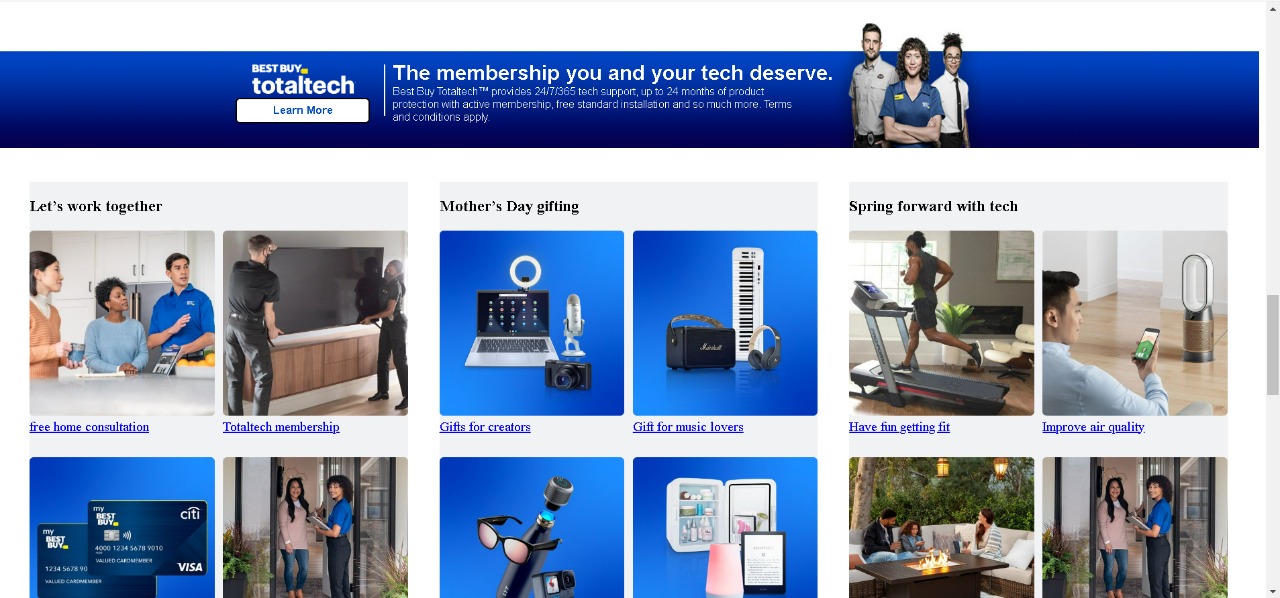 BEST BUY
totaltech
Learn More
The membership you and your tech deserve.
Best Buy Totaltech™ provides 24/7/365 tech support, up to 24 months of product
protection with active membership, free standard installation and so much more. Terms
and conditions apply.
Let's work together
Mother's Day gifting
Spring forward with tech
Marshall
free home consultation
Totaltech membership
Gifts for creators
Gift for music lovers
Have fun getting fit
Improve air quality
my
BEST
BUY
citi
4000 1234 5678 9010
VALUED CARDMEMBER
VISA
my
BEST
BUY
1234 5678 90
VALUED CARDMEMBER